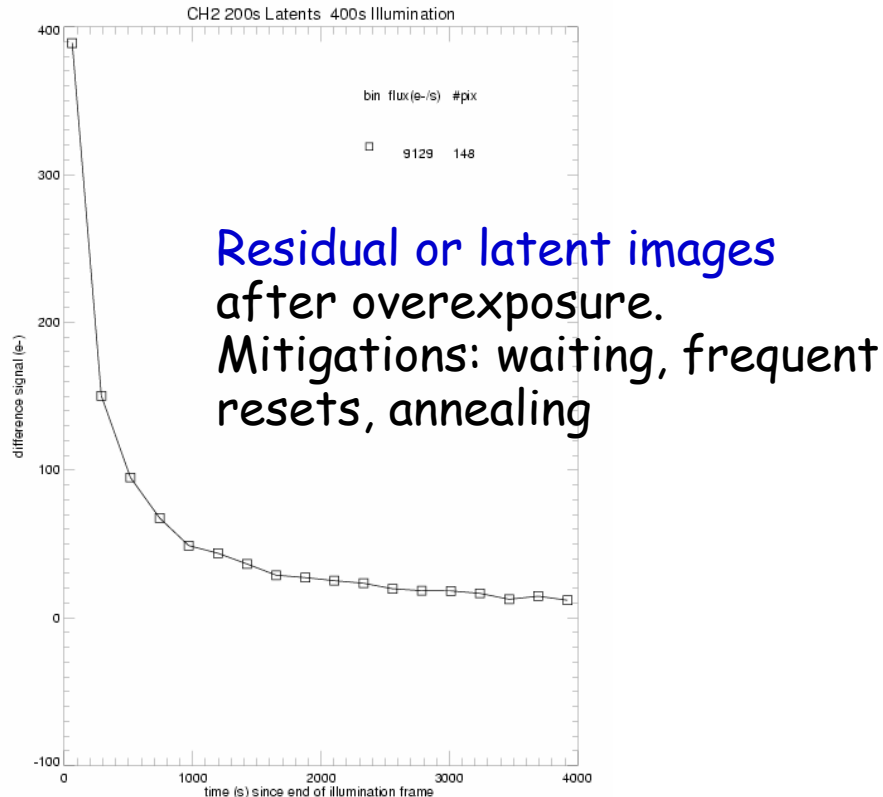 CH2 200s Latents 400s Illumination
400
300
200
100
0
-100
difference signal (e-)
bin flux(e-/s) #pix
9129 148
Residual or latent images
after overexposure.
Mitigations: waiting, frequent
resets, annealing
0 1000 2000 3000 4000
time (s) since end of illumination frame